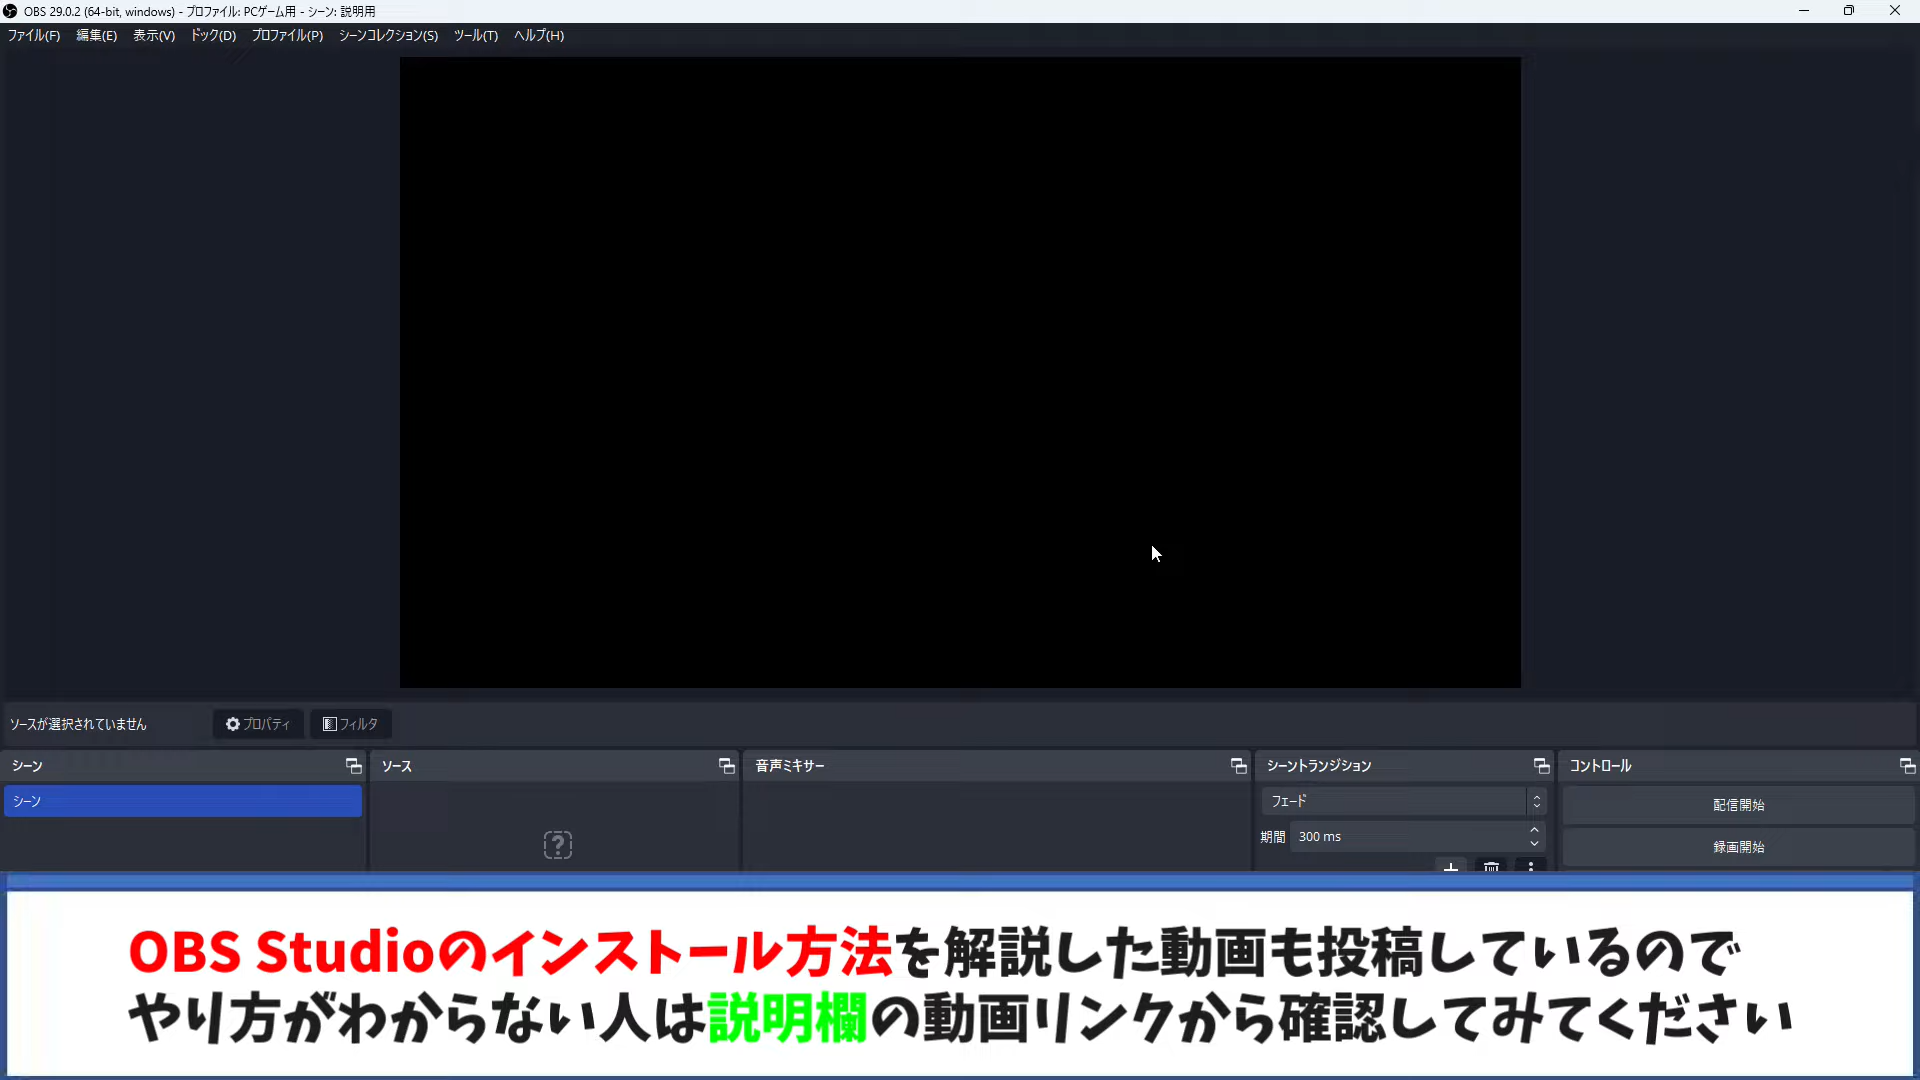 OBS 29.0.2 (64-bit, windows) - プロファイル: PCゲーム用 - シーン: 説明用
ファイル(F) 編集(E) 表示(V) ドック(D) プロファイル(P) シーンコレクション(S) ツール(T) ヘルプ(H)
ソースが選択されていません プロパティ フィルタ
シーン ソース 音声ミキサー シーントランジション コントロール
シーン フェード 配信開始
期間 300 ms 録画開始
OBS Studioのインストール方法を解説した動画も投稿しているので
やり方がわからない人は説明欄の動画リンクから確認してみてください